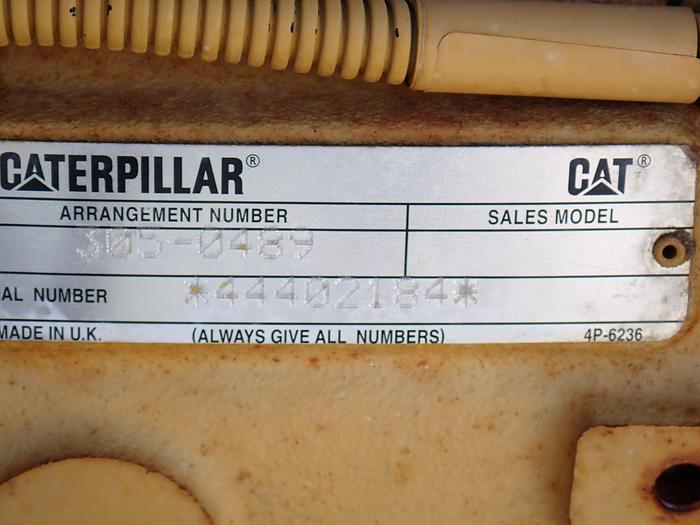 CATERPILLAR® CAT®
ARRANGEMENT NUMBER SALES MODEL
305-0489
AL NUMBER *44402184*
MADE IN U.K. (ALWAYS GIVE ALL NUMBERS) 4P-6236